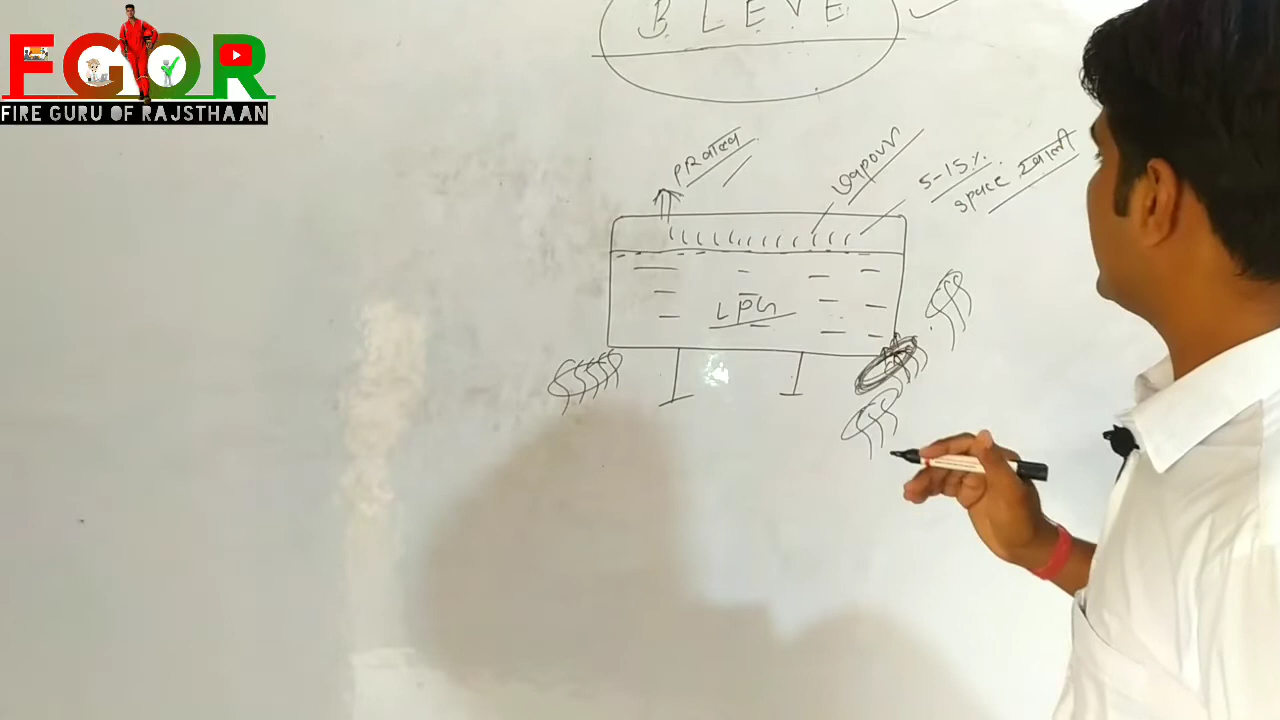 BLEVE
FGOR
FIRE GURU OF RAJSTHAAN
PRवाल्व
vapour
5-15%.
space खाली
LPG